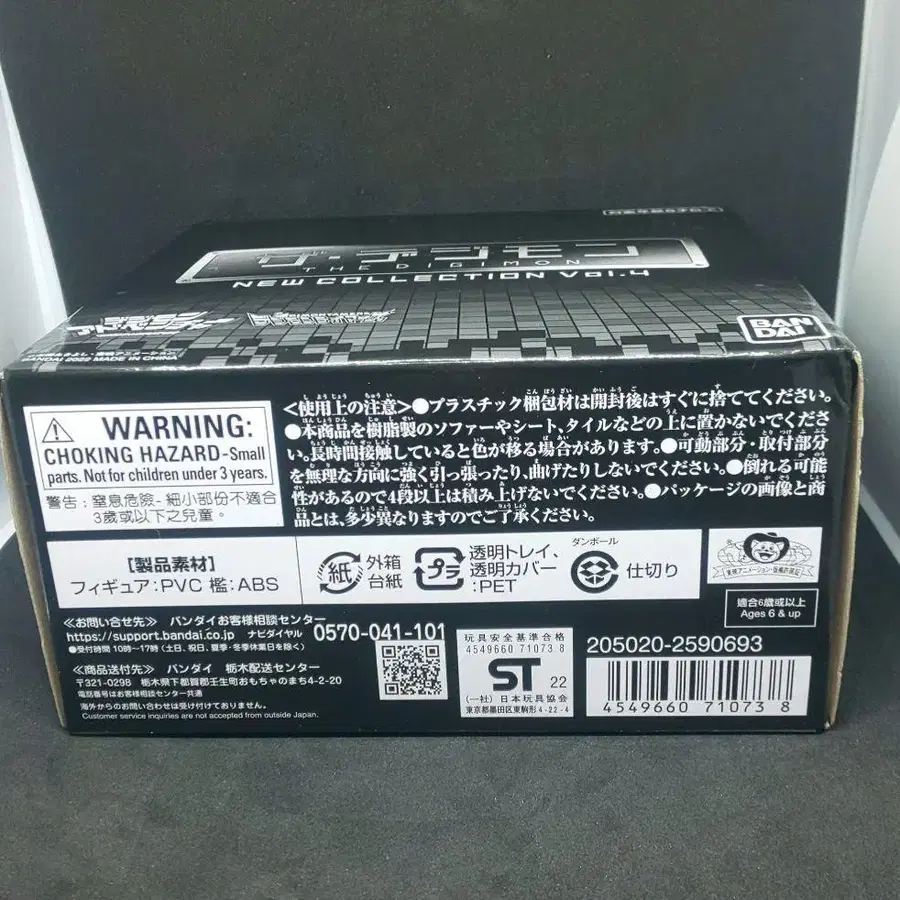 ザ・デジモン
THE DIGIMON
NEW COLLECTION Vol.4
BANDAI 2022 MADE IN CHINA
BAN
DAI
WARNING:
CHOKING HAZARD-Small
parts. Not for children under 3 years.
警告：窒息危險-細小部份不適合
3歲或以下之兒童。
≪使用上の注意≫●プラスチック梱包材は開封後はすぐに捨ててください。
●本商品を樹脂製のソファーやシート、タイルなどの上に置かないでくださ
い。長時間接触していると色が移る場合があります。●可動部分・取付部分
を無理な方向に強く引っ張ったり、曲げたりしないでください。●倒れる可能
性があるので4段以上は積み上げないでください。●パッケージの画像と商
品とは、多少異なりますのでご了承ください。
【製品素材】
フィギュア:PVC 檻:ABS
紙
外箱
台紙
プラ
透明トレイ、
透明カバー
:PET
ダンボール
仕切り
東映アニメーション・版権許諾証
適合6歲或以上
Ages 6 & up
≪お問い合せ先≫ バンダイお客様相談センター
https://support.bandai.co.jp ナビダイヤル 0570-041-101
●受付時間 10時～17時 (土日、祝日、夏季・冬季休業日を除く)
≪商品送付先≫ バンダイ 栃木配送センター
〒321-0298 栃木県下都賀郡壬生町おもちゃのまち4-2-20
電話番号はお客様相談センター共通
海外からのお問い合わせは受け付けておりません。
Customer service inquiries are not accepted from outside Japan.
玩具安全基準合格
4549660 71073 8
ST 22
(一社) 日本玩具協会
東京都墨田区東駒形4-22-4
205020-2590693
4 549660 710738